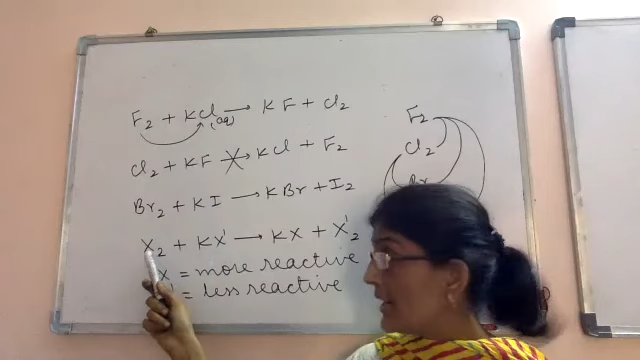 F₂ + KCl(aq) → KF + Cl₂
Cl₂ + KF ↛ KCl + F₂
Br₂ + KI → KBr + I₂
X₂ + KX' → KX + X'₂
X = more reactive
= less reactive
F₂
Cl₂
Br